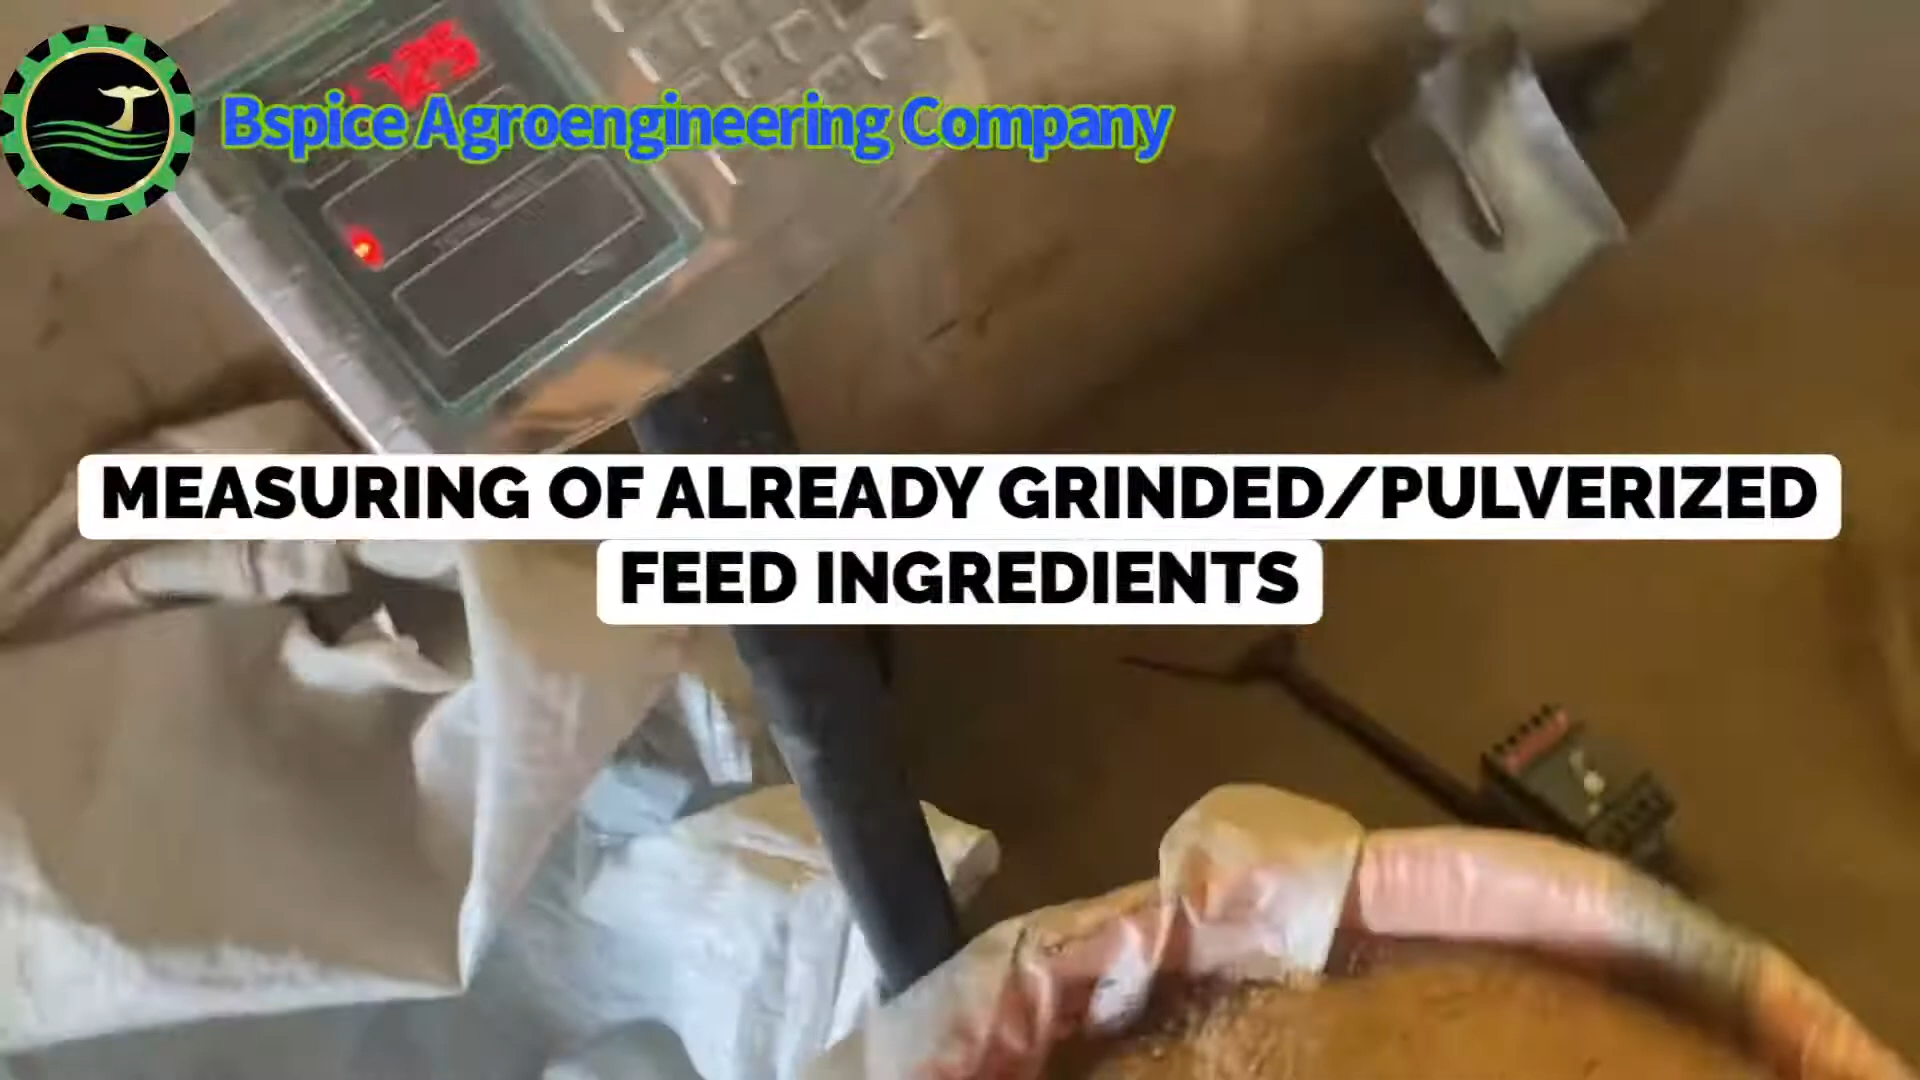 Bspice Agroengineering Company
MEASURING OF ALREADY GRINDED/PULVERIZED
FEED INGREDIENTS